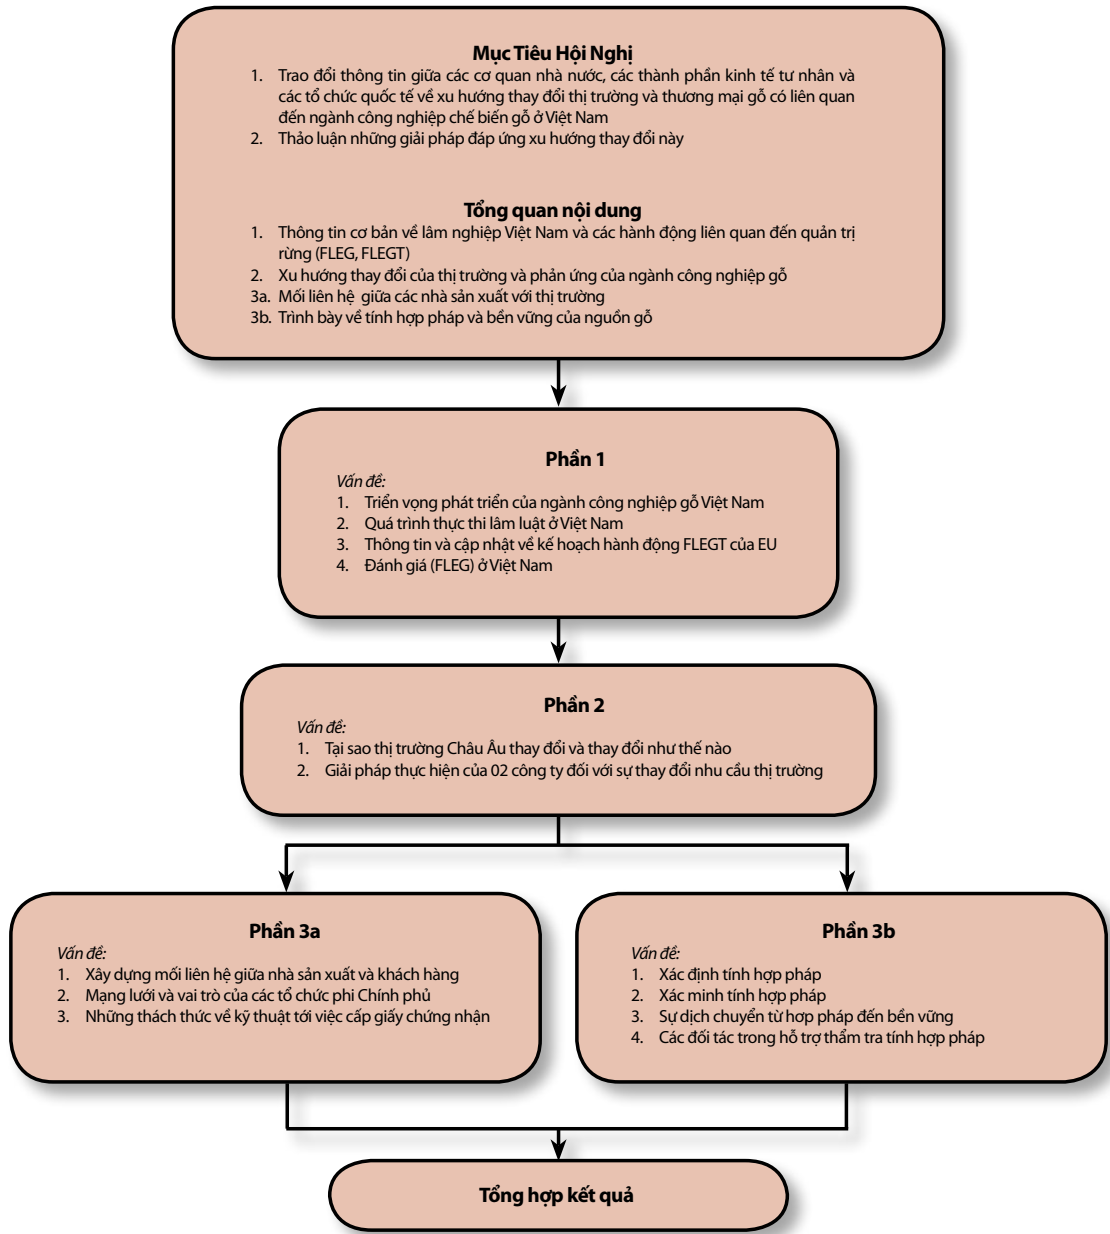 Mục Tiêu Hội Nghị
1. Trao đổi thông tin giữa các cơ quan nhà nước, các thành phần kinh tế tư nhân và
các tổ chức quốc tế về xu hướng thay đổi thị trường và thương mại gỗ có liên quan
đến ngành công nghiệp chế biến gỗ ở Việt Nam
2. Thảo luận những giải pháp đáp ứng xu hướng thay đổi này
Tổng quan nội dung
1. Thông tin cơ bản về lâm nghiệp Việt Nam và các hành động liên quan đến quản trị
rừng (FLEG, FLEGT)
2. Xu hướng thay đổi của thị trường và phản ứng của ngành công nghiệp gỗ
3a. Mối liên hệ giữa các nhà sản xuất với thị trường
3b. Trình bày về tính hợp pháp và bền vững của nguồn gỗ
Phần 1
Vấn đề:
1. Triển vọng phát triển của ngành công nghiệp gỗ Việt Nam
2. Quá trình thực thi lâm luật ở Việt Nam
3. Thông tin và cập nhật về kế hoạch hành động FLEGT của EU
4. Đánh giá (FLEG) ở Việt Nam
Phần 2
Vấn đề:
1. Tại sao thị trường Châu Âu thay đổi và thay đổi như thế nào
2. Giải pháp thực hiện của 02 công ty đối với sự thay đổi nhu cầu thị trường
Phần 3a
Vấn đề:
1. Xây dựng mối liên hệ giữa nhà sản xuất và khách hàng
2. Mạng lưới và vai trò của các tổ chức phi Chính phủ
3. Những thách thức về kỹ thuật tới việc cấp giấy chứng nhận
Phần 3b
Vấn đề:
1. Xác định tính hợp pháp
2. Xác minh tính hợp pháp
3. Sự dịch chuyển từ hơp pháp đến bền vững
4. Các đối tác trong hỗ trợ thẩm tra tính hợp pháp
Tổng hợp kết quả